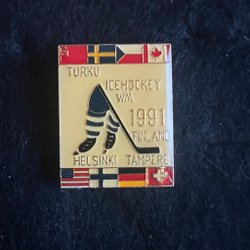 TURKU
ICEHOCKEY
WM
1991
FINLAND
HELSINKI TAMPERE